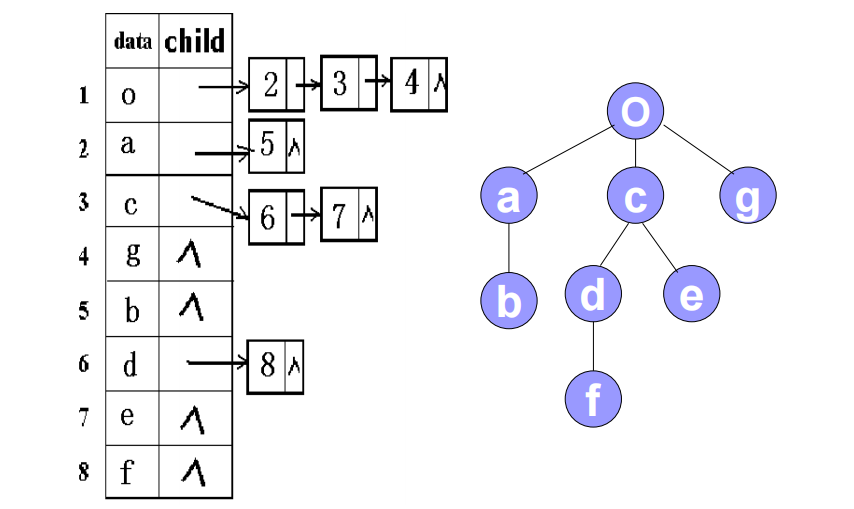 data child
1 o 2 3 4 ∧
2 a 5 ∧
3 c 6 7 ∧
4 g ∧
5 b ∧
6 d 8 ∧
7 e ∧
8 f ∧
O
a c g
b d e
f